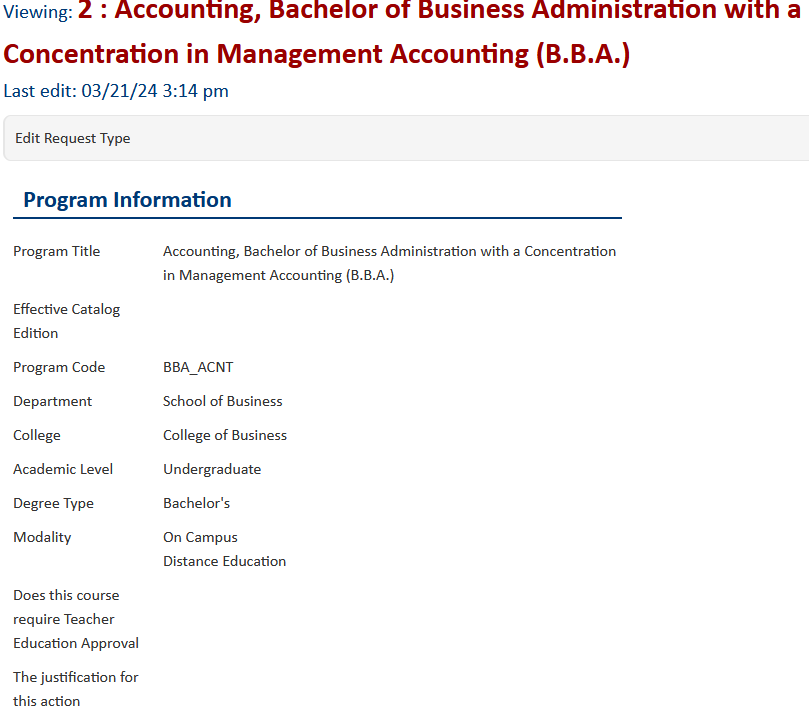 Viewing: 2 : Accounting, Bachelor of Business Administration with a
Concentration in Management Accounting (B.B.A.)
Last edit: 03/21/24 3:14 pm
Edit Request Type
Program Information
Program Title Accounting, Bachelor of Business Administration with a Concentration
in Management Accounting (B.B.A.)
Effective Catalog
Edition
Program Code BBA_ACNT
Department School of Business
College College of Business
Academic Level Undergraduate
Degree Type Bachelor's
Modality On Campus
Distance Education
Does this course
require Teacher
Education Approval
The justification for
this action